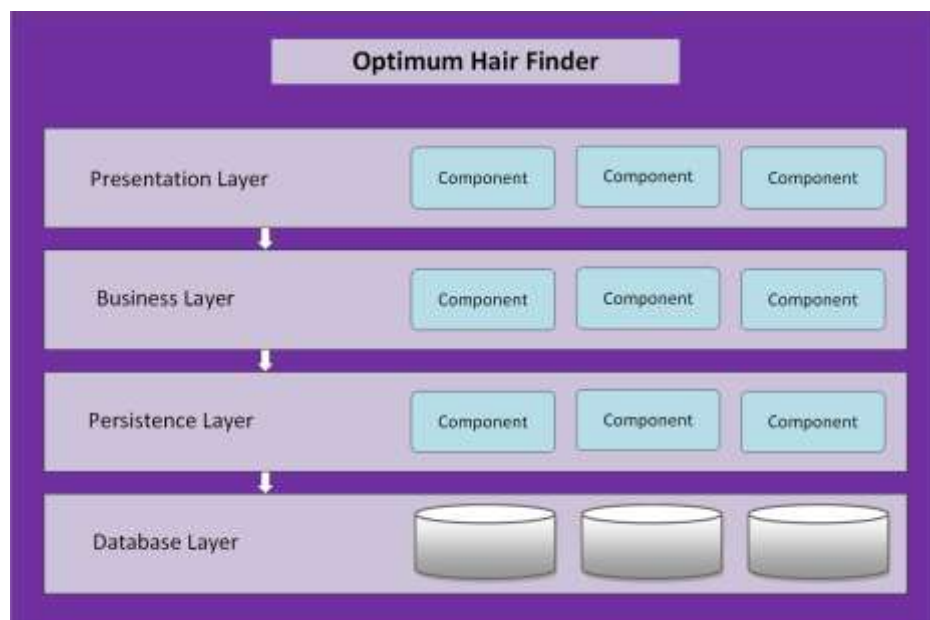 Optimum Hair Finder
Presentation Layer
Component
Component
Component
Business Layer
Component
Component
Component
Persistence Layer
Component
Component
Component
Database Layer